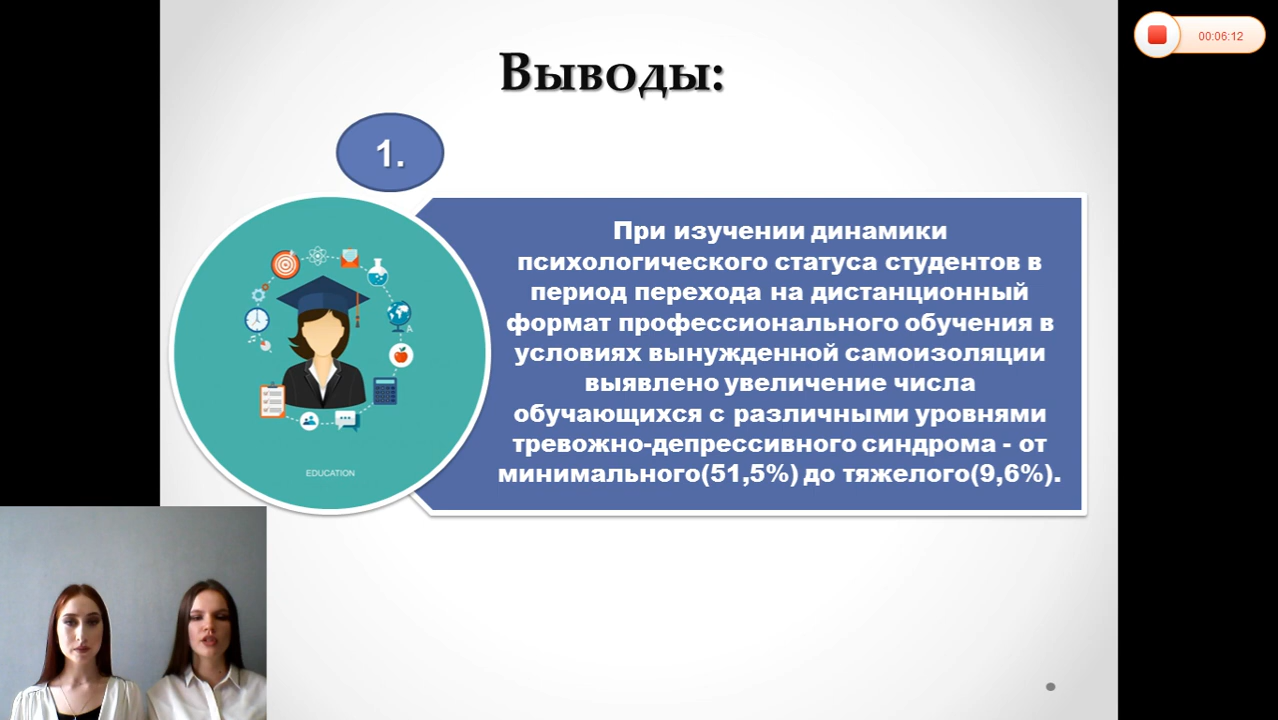 00:06:12
Выводы:
1.
При изучении динамики
психологического статуса студентов в
период перехода на дистанционный
формат профессионального обучения в
условиях вынужденной самоизоляции
выявлено увеличение числа
обучающихся с различными уровнями
тревожно-депрессивного синдрома - от
минимального(51,5%) до тяжелого(9,6%).
A
EDUCATION